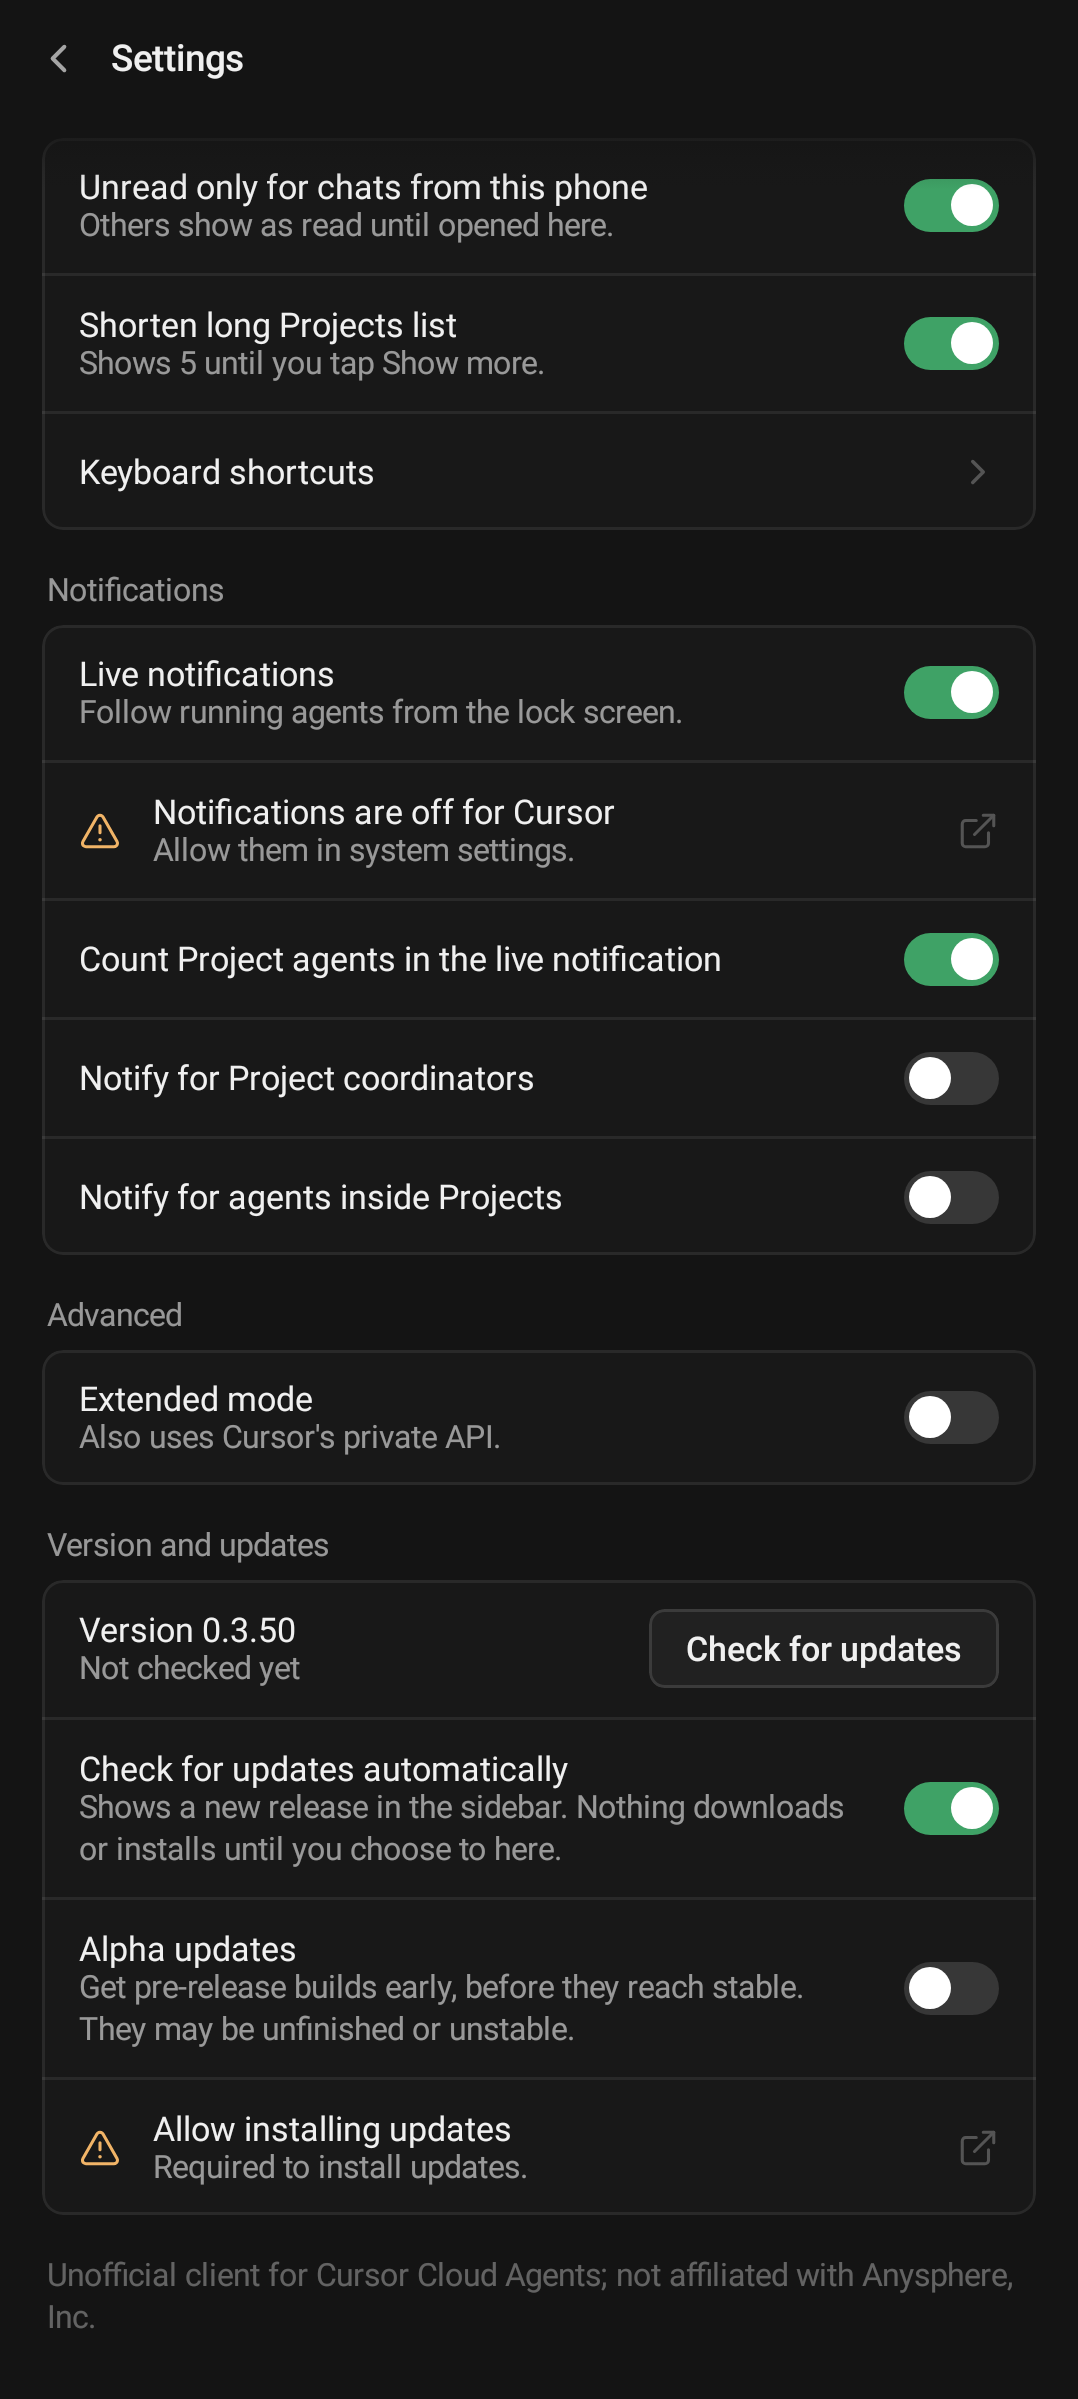 Settings
Unread only for chats from this phone
Others show as read until opened here.
Shorten long Projects list
Shows 5 until you tap Show more.
Keyboard shortcuts
Notifications
Live notifications
Follow running agents from the lock screen.
Notifications are off for Cursor
Allow them in system settings.
Count Project agents in the live notification
Notify for Project coordinators
Notify for agents inside Projects
Advanced
Extended mode
Also uses Cursor's private API.
Version and updates
Version 0.3.50
Not checked yet
Check for updates
Check for updates automatically
Shows a new release in the sidebar. Nothing downloads
or installs until you choose to here.
Alpha updates
Get pre-release builds early, before they reach stable.
They may be unfinished or unstable.
Allow installing updates
Required to install updates.
Unofficial client for Cursor Cloud Agents; not affiliated with Anysphere,
Inc.